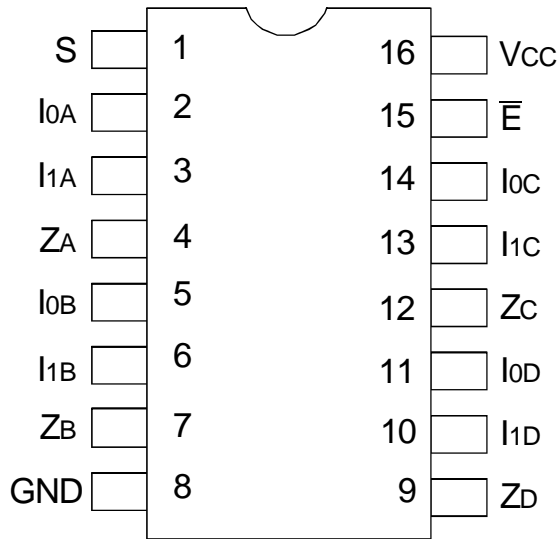 S 1 16 VCC
I0A 2 15 E̅
I1A 3 14 I0C
ZA 4 13 I1C
I0B 5 12 ZC
I1B 6 11 I0D
ZB 7 10 I1D
GND 8 9 ZD